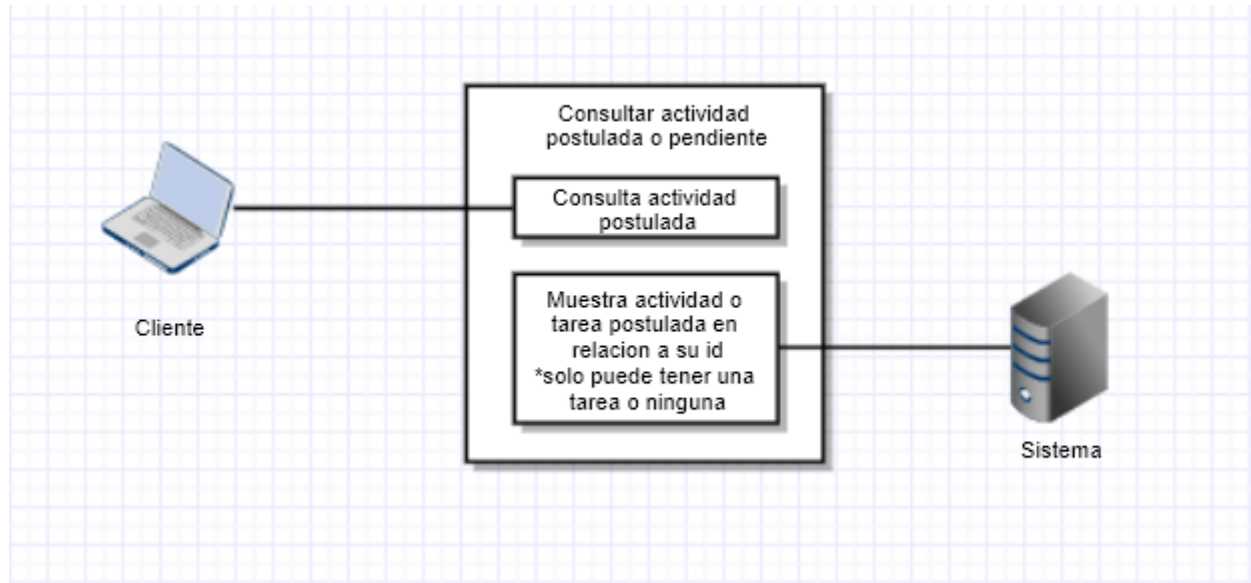 Consultar actividad
postulada o pendiente
Consulta actividad
postulada
Cliente
Muestra actividad o
tarea postulada en
relacion a su id
*solo puede tener una
tarea o ninguna
Sistema